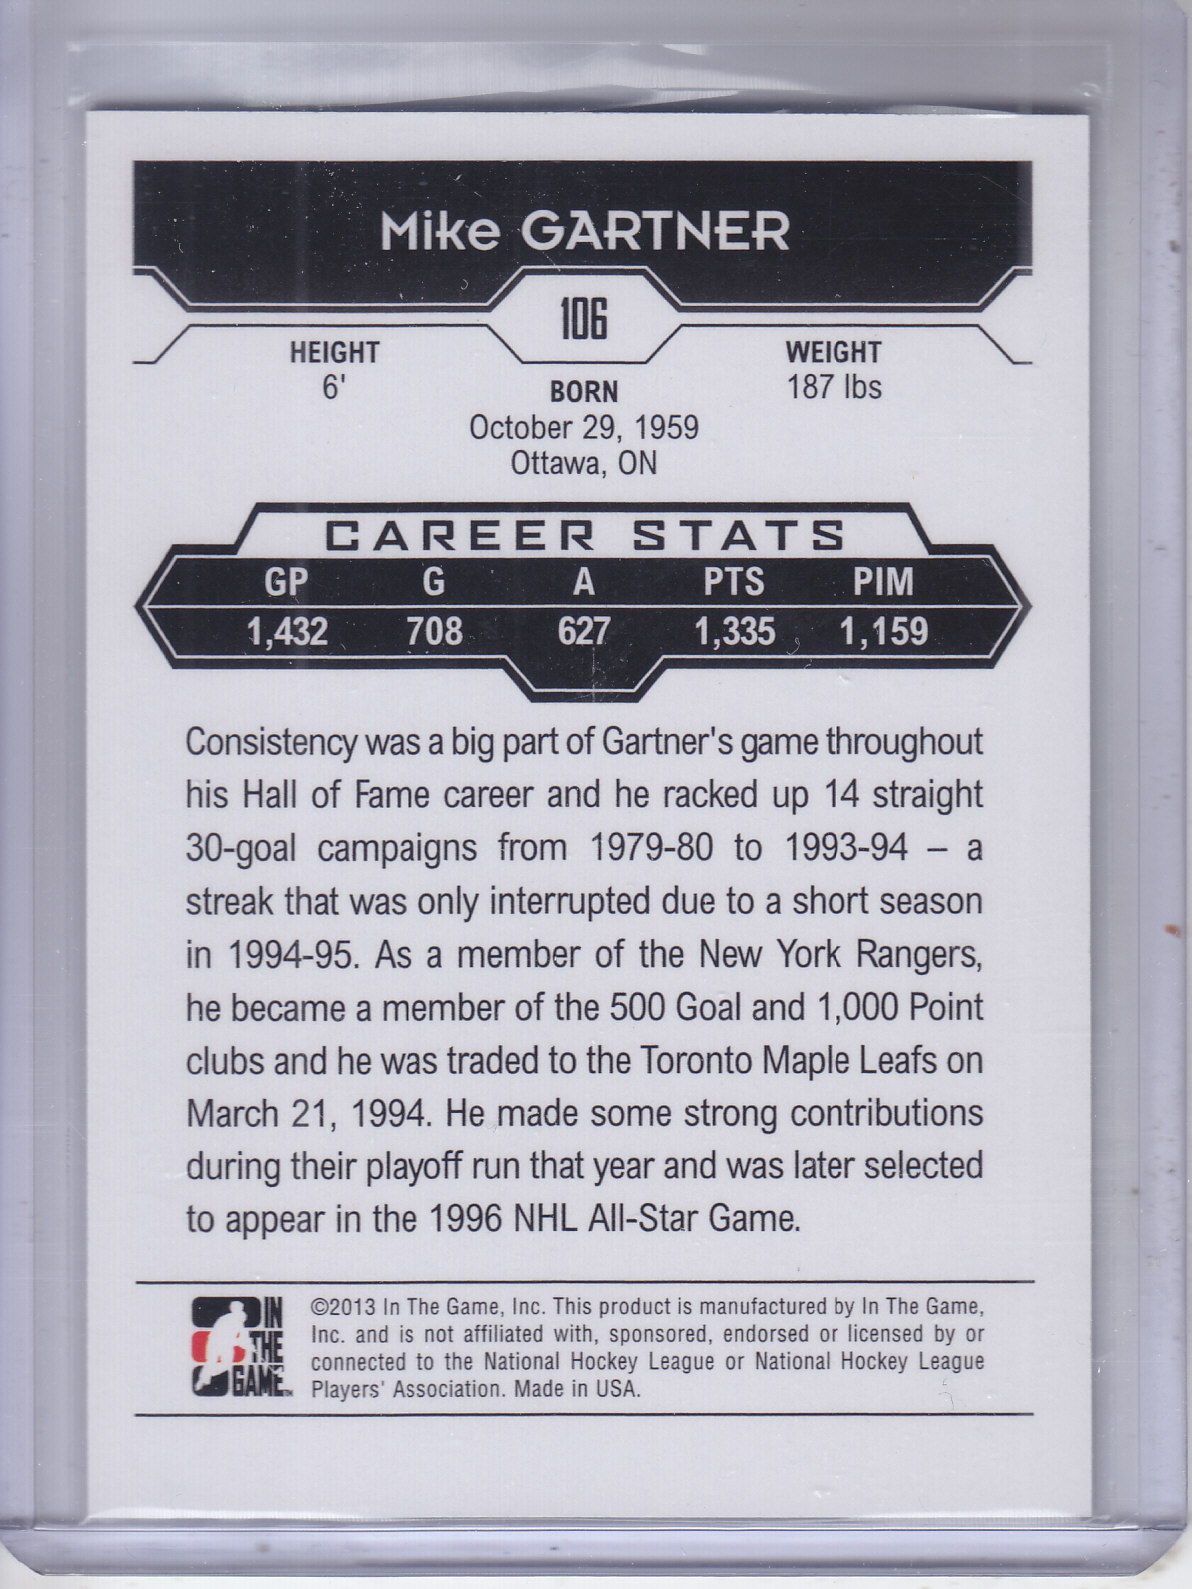 Mike GARTNER
106
HEIGHT
6'
WEIGHT
187 lbs
BORN
October 29, 1959
Ottawa, ON
CAREER STATS
GP G A PTS PIM
1,432 708 627 1,335 1,159
Consistency was a big part of Gartner's game throughout
his Hall of Fame career and he racked up 14 straight
30-goal campaigns from 1979-80 to 1993-94 – a
streak that was only interrupted due to a short season
in 1994-95. As a member of the New York Rangers,
he became a member of the 500 Goal and 1,000 Point
clubs and he was traded to the Toronto Maple Leafs on
March 21, 1994. He made some strong contributions
during their playoff run that year and was later selected
to appear in the 1996 NHL All-Star Game.
IN
THE
GAME™
©2013 In The Game, Inc. This product is manufactured by In The Game,
Inc. and is not affiliated with, sponsored, endorsed or licensed by or
connected to the National Hockey League or National Hockey League
Players' Association. Made in USA.